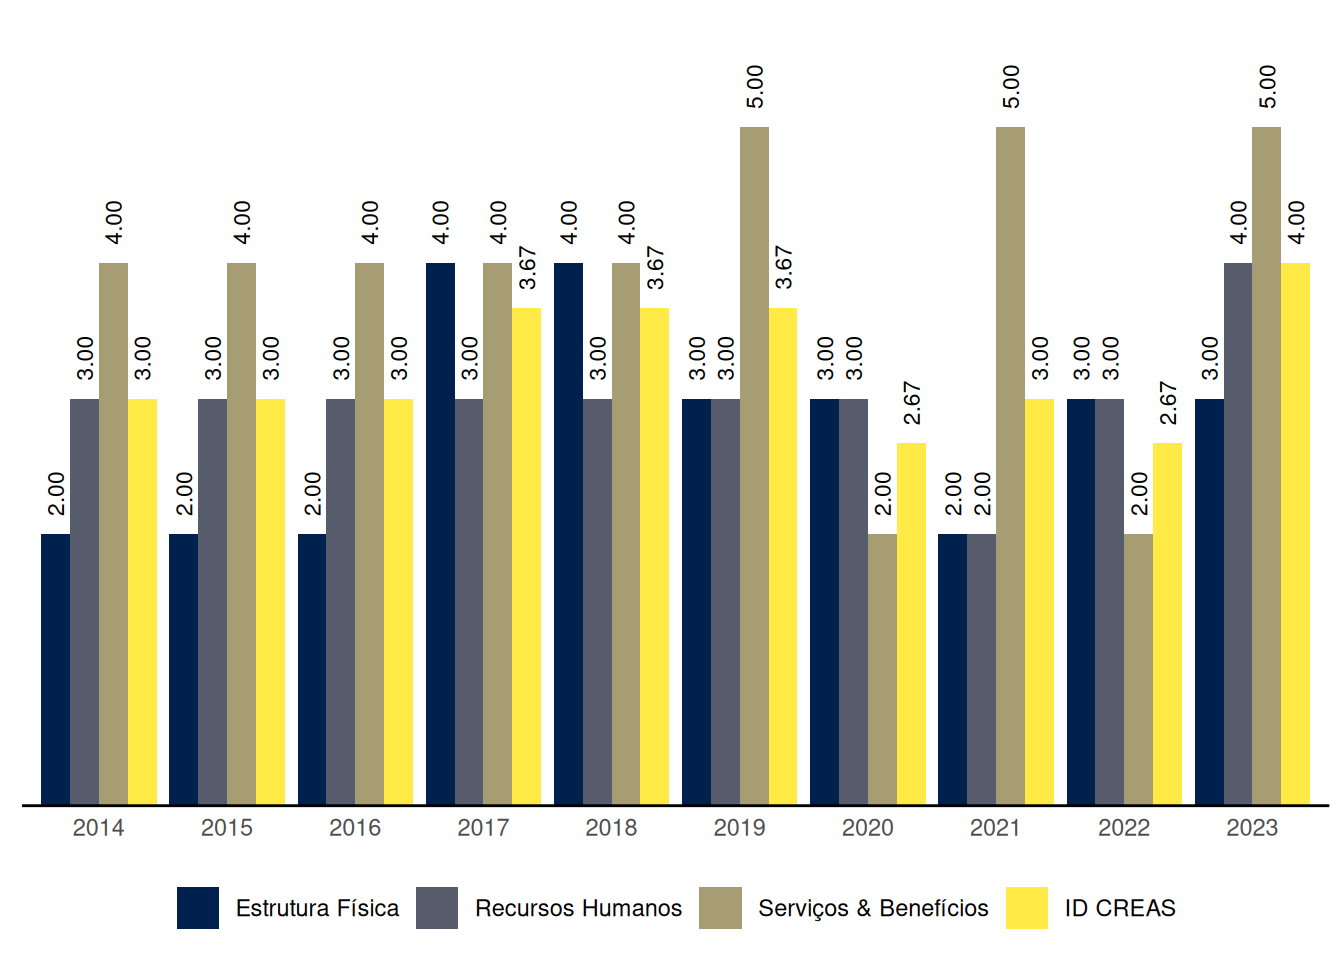 5.00 5.00 5.00
4.00 4.00 4.00 4.00 4.00 4.00 4.00 4.00 4.00
3.67 3.67 3.67
3.00 3.00 3.00 3.00 3.00 3.00 3.00 3.00 3.00 3.00 3.00 3.00 3.00 3.00 3.00 3.00 3.00
2.67 2.67
2.00 2.00 2.00 2.00 2.00 2.00 2.00
2014 2015 2016 2017 2018 2019 2020 2021 2022 2023
Estrutura Física Recursos Humanos Serviços & Benefícios ID CREAS